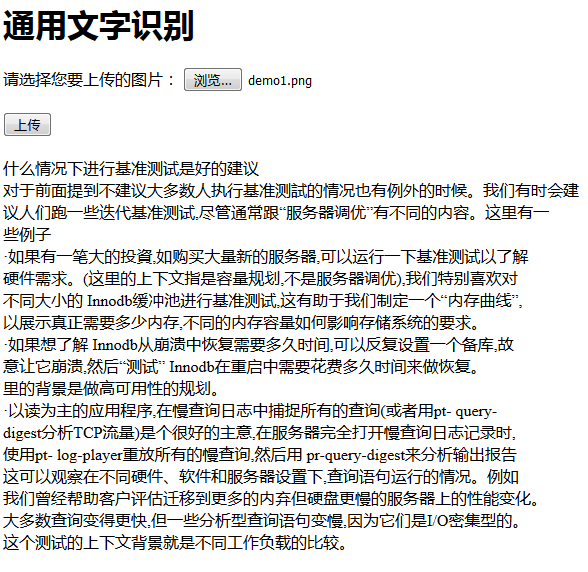 通用文字识别
请选择您要上传的图片： 浏览... demo1.png
上传
什么情况下进行基准测试是好的建议
对于前面提到不建议大多数人执行基准测試的情况也有例外的时候。我们有时会建
议人们跑一些迭代基准测试,尽管通常跟“服务器调优”有不同的内容。这里有一
些例子
·如果有一笔大的投資,如购买大量新的服务器,可以运行一下基准测试以了解
硬件需求。(这里的上下文指是容量规划,不是服务器调优),我们特别喜欢对
不同大小的 Innodb缓冲池进行基准测试,这有助于我们制定一个“内存曲线”,
以展示真正需要多少内存,不同的内存容量如何影响存储系统的要求。
·如果想了解 Innodb从崩溃中恢复需要多久时间,可以反复设置一个备库,故
意让它崩溃,然后“测试” Innodb在重启中需要花费多久时间来做恢复。
里的背景是做高可用性的规划。
·以读为主的应用程序,在慢查询日志中捕捉所有的查询(或者用pt- query-
digest分析TCP流量)是个很好的主意,在服务器完全打开慢查询日志记录时,
使用pt- log-player重放所有的慢查询,然后用 pr-query-digest来分析输出报告
这可以观察在不同硬件、软件和服务器设置下,查询语句运行的情况。例如
我们曾经帮助客户评估迁移到更多的内弃但硬盘更慢的服务器上的性能变化。
大多数查询变得更快,但一些分析型查询语句变慢,因为它们是I/O密集型的。
这个测试的上下文背景就是不同工作负载的比较。